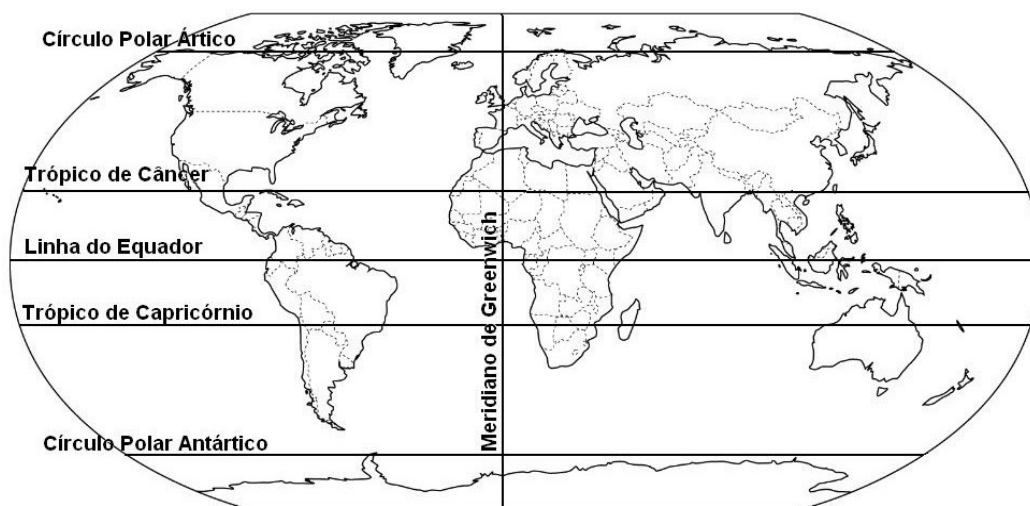 Círculo Polar Ártico
Trópico de Câncer
Linha do Equador
Trópico de Capricórnio
Meridiano de Greenwich
Círculo Polar Antártico